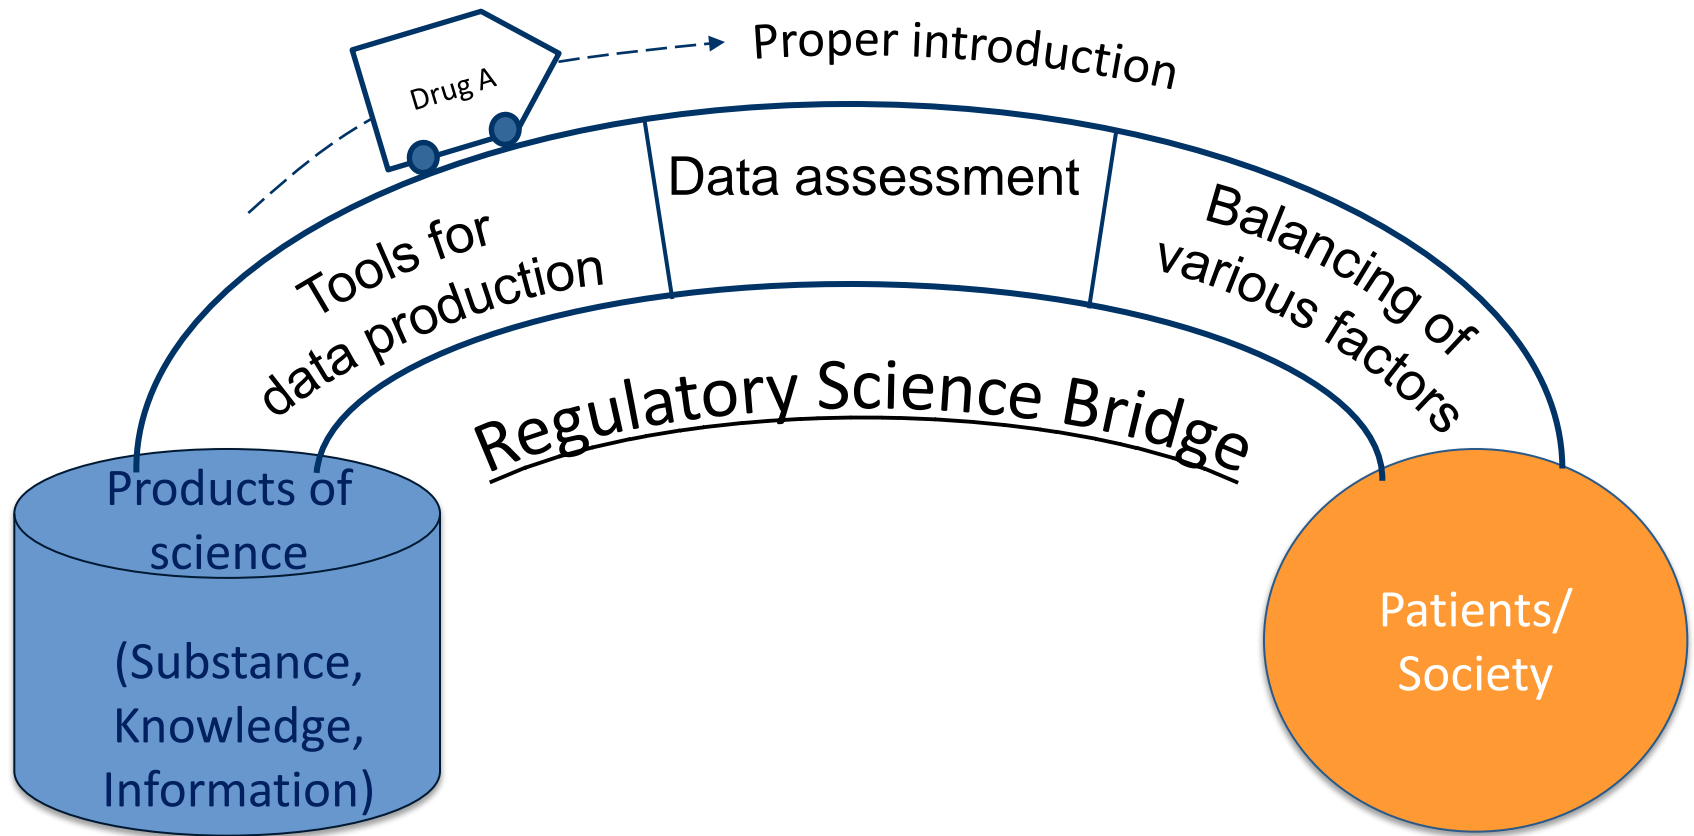 Drug A
Proper introduction
Tools for
data production
Data assessment
Balancing of
various factors
Regulatory Science Bridge
Products of
science
(Substance,
Knowledge,
Information)
Patients/
Society